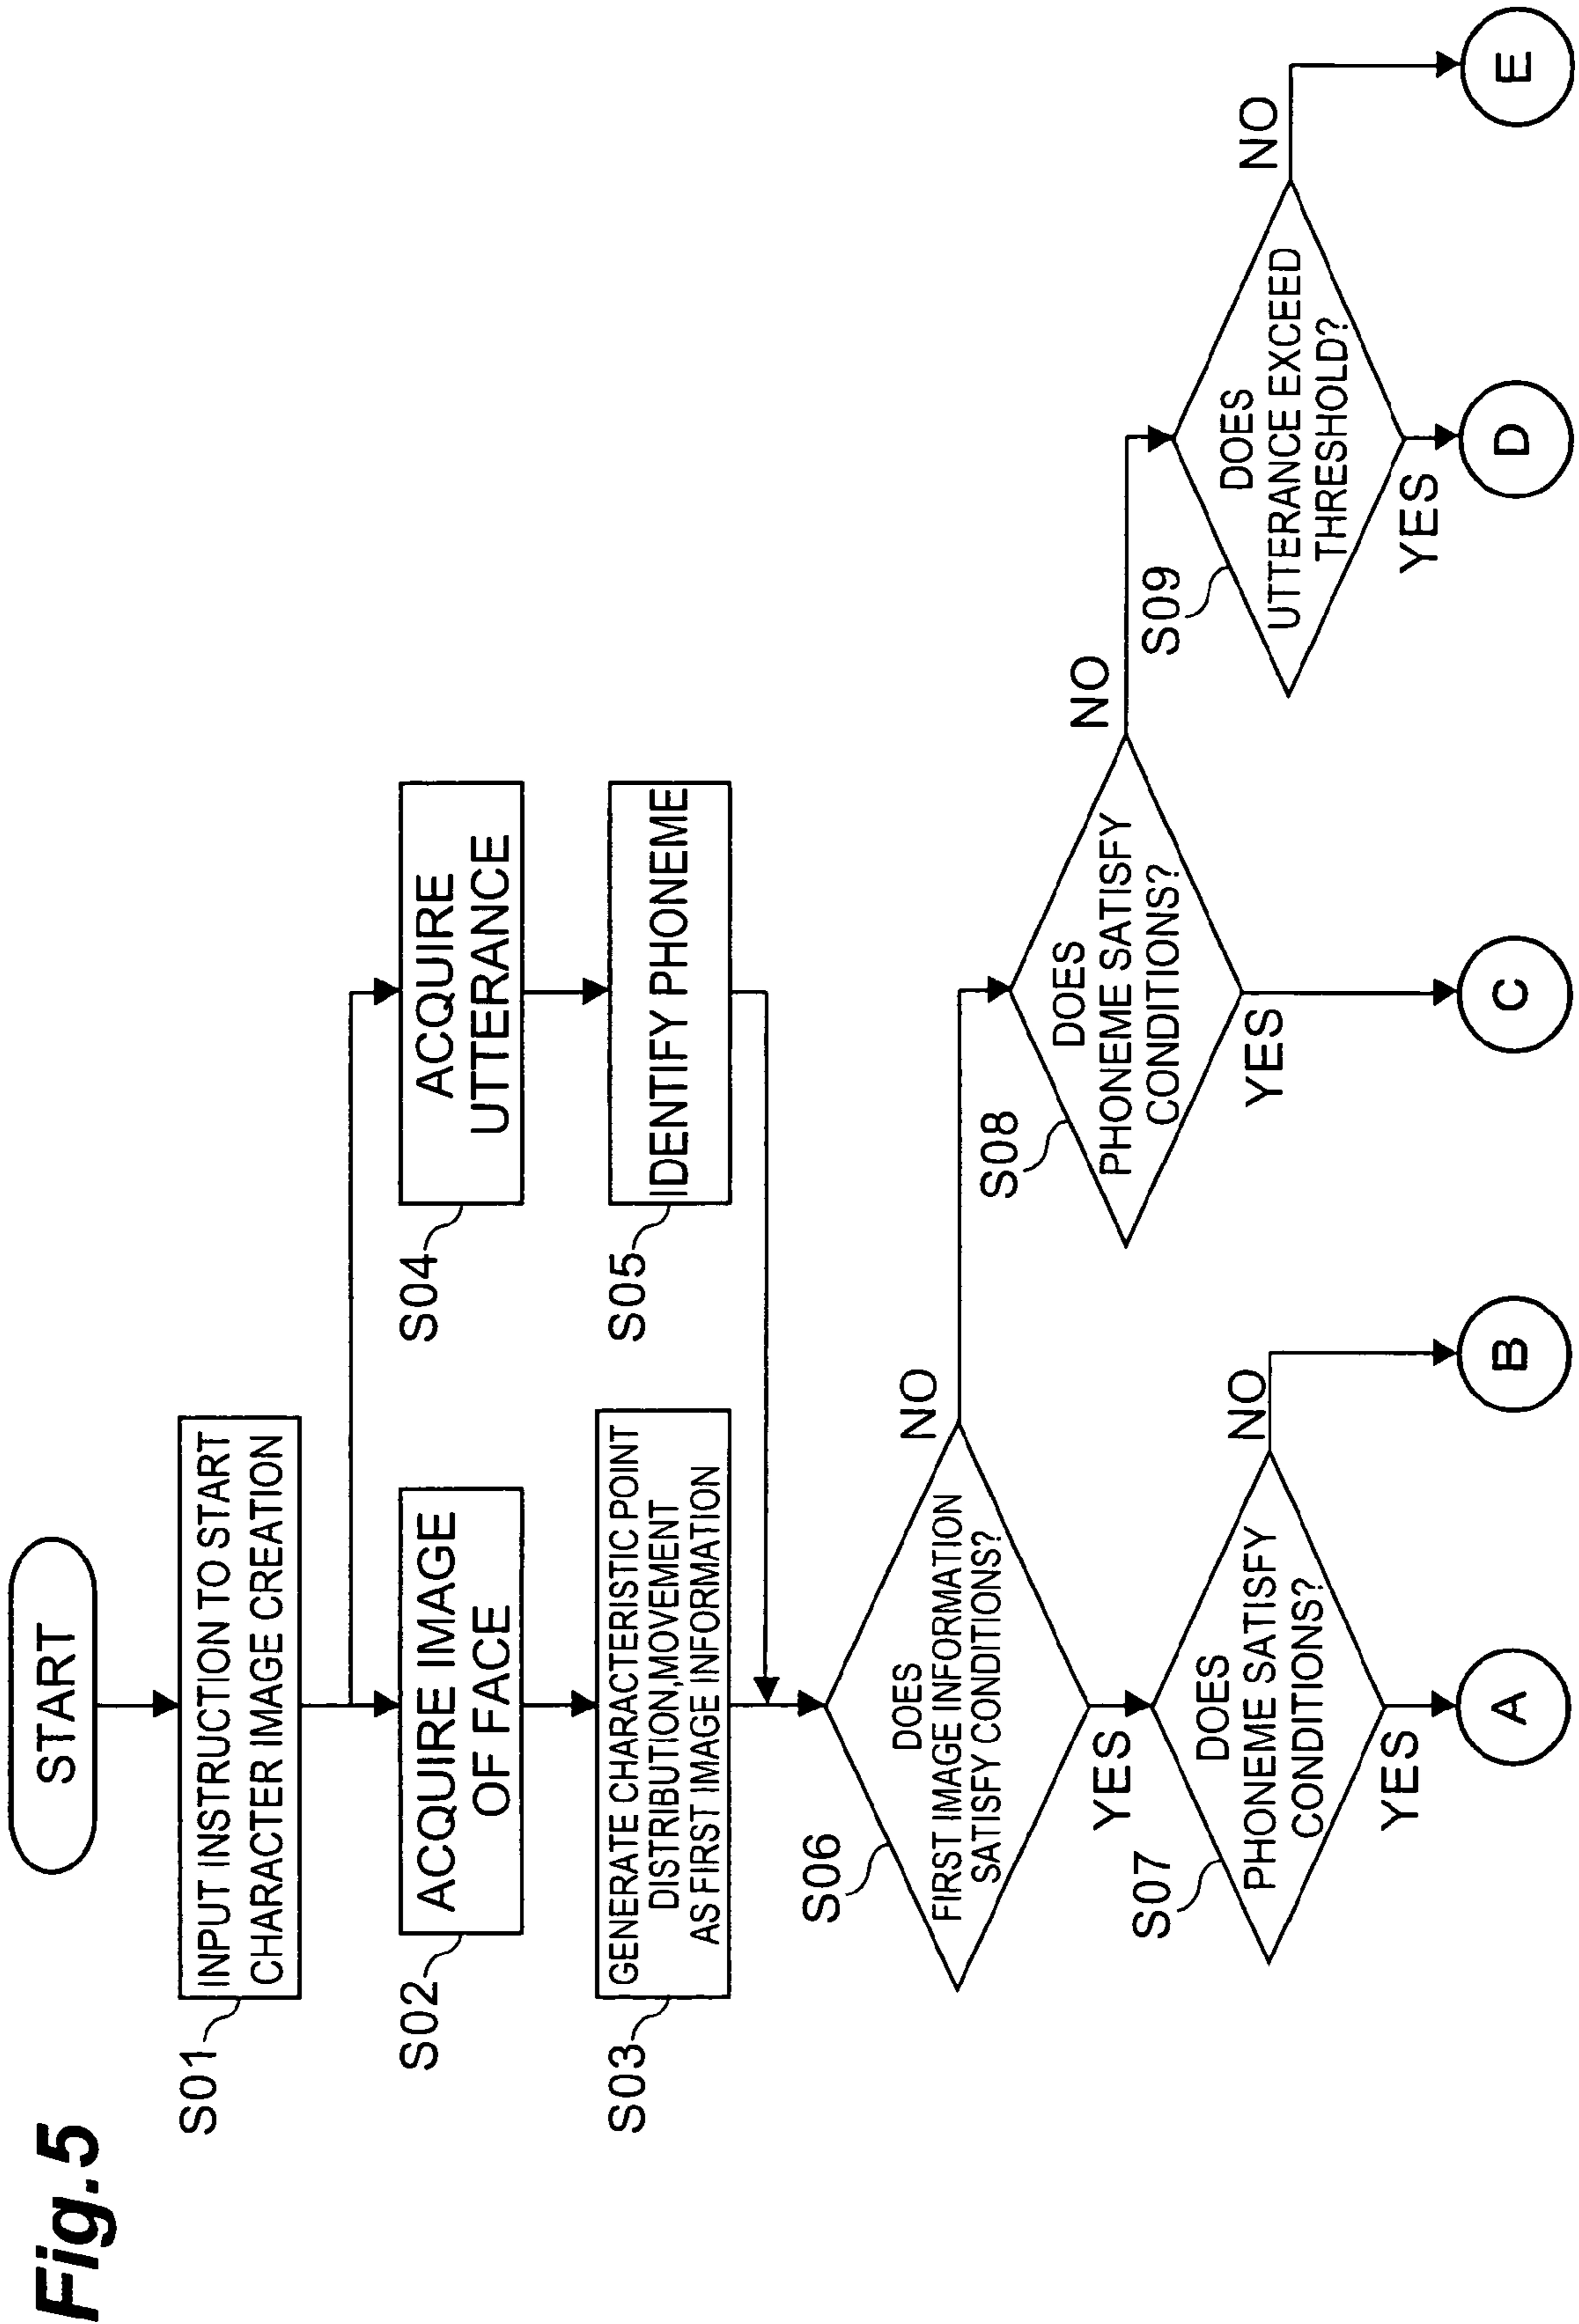 Fig.5
START
S01
INPUT INSTRUCTION TO START
CHARACTER IMAGE CREATION
S02
ACQUIRE IMAGE
OF FACE
S04
ACQUIRE
UTTERANCE
S03
GENERATE CHARACTERISTIC POINT
DISTRIBUTION,MOVEMENT
AS FIRST IMAGE INFORMATION
S05
IDENTIFY PHONEME
S06
DOES
FIRST IMAGE INFORMATION
SATISFY CONDITIONS?
NO
YES
S07
DOES
PHONEME SATISFY
CONDITIONS?
NO
YES
S08
DOES
PHONEME SATISFY
CONDITIONS?
NO
YES
S09
DOES
UTTERANCE EXCEED
THRESHOLD?
NO
YES
A
B
C
D
E